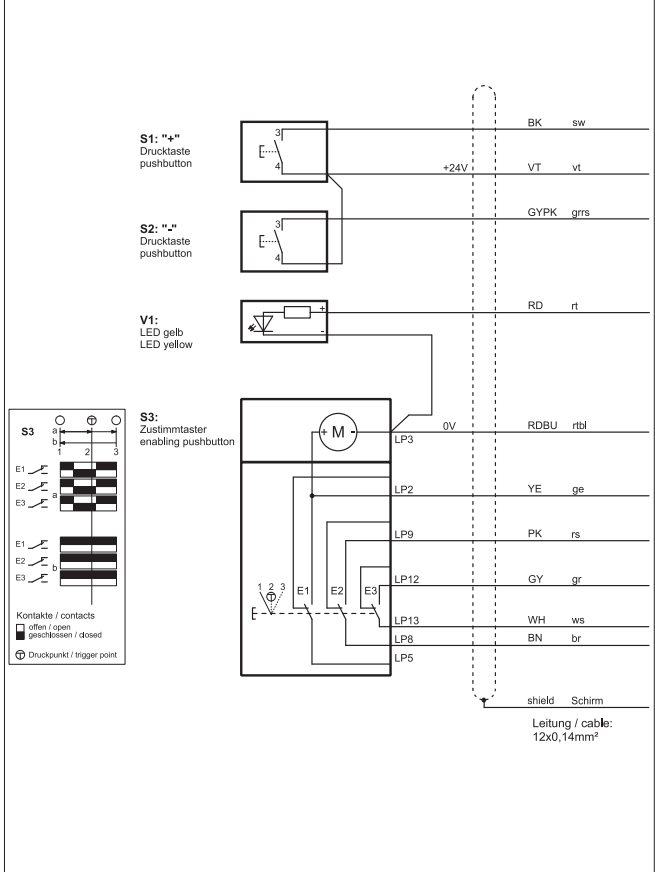 BK sw
S1: "+"
Drucktaste
pushbutton
3
4
+24V VT vt
GYPK grrs
S2: "-"
Drucktaste
pushbutton
3
4
RD rt
V1:
LED gelb
LED yellow
+
-
S3:
Zustimmtaster
enabling pushbutton
+ M -
0V RDBU rtbl
LP3
LP2 YE ge
LP9 PK rs
LP12 GY gr
LP13 WH ws
LP8 BN br
LP5
1 2 3
T
E1 E2 E3
S3
T
a
b
1 2 3
E1
E2
E3
a
E1
E2
E3
b
Kontakte / contacts
offen / open
geschlossen / closed
T Druckpunkt / trigger point
shield Schirm
Leitung / cable:
12x0,14mm²